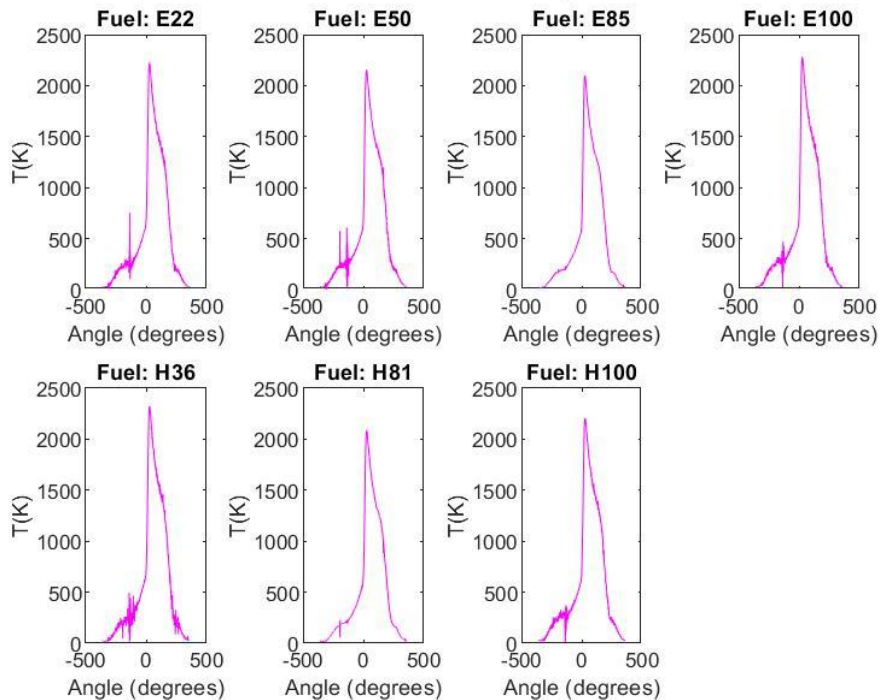 Fuel: E22 Fuel: E50 Fuel: E85 Fuel: E100
2500 2500 2500 2500
2000 2000 2000 2000
1500 1500 1500 1500
T(K) T(K) T(K) T(K)
1000 1000 1000 1000
500 500 500 500
0 0 0 0
-500 0 500 -500 0 500 -500 0 500 -500 0 500
Angle (degrees) Angle (degrees) Angle (degrees) Angle (degrees)
Fuel: H36 Fuel: H81 Fuel: H100
2500 2500 2500
2000 2000 2000
1500 1500 1500
T(K) T(K) T(K)
1000 1000 1000
500 500 500
0 0 0
-500 0 500 -500 0 500 -500 0 500
Angle (degrees) Angle (degrees) Angle (degrees)